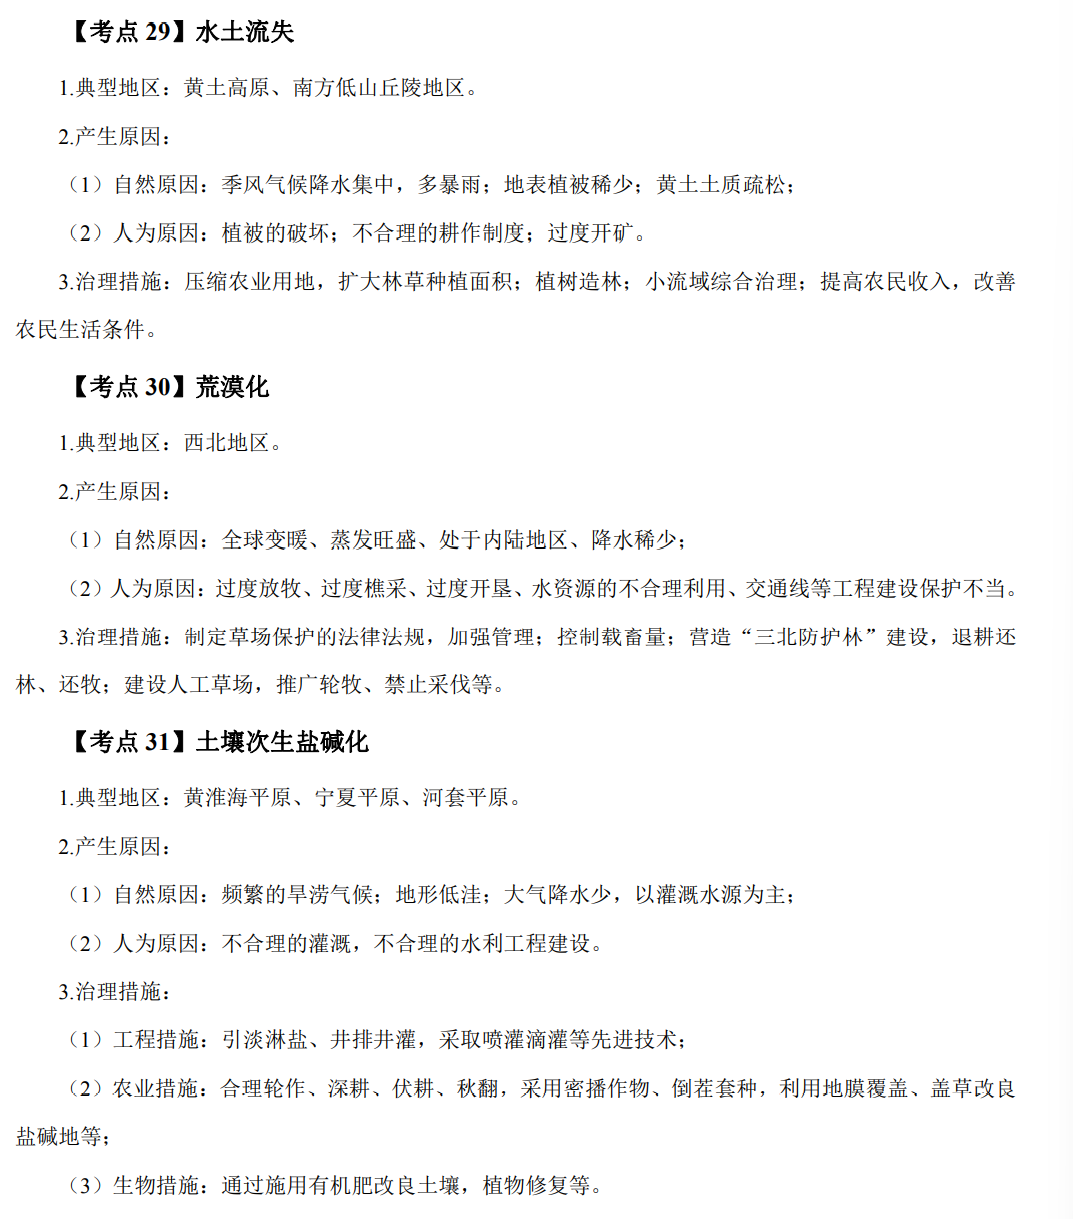 【考点 29】水土流失
1.典型地区：黄土高原、南方低山丘陵地区。
2.产生原因：
（1）自然原因：季风气候降水集中，多暴雨；地表植被稀少；黄土土质疏松；
（2）人为原因：植被的破坏；不合理的耕作制度；过度开矿。
3.治理措施：压缩农业用地，扩大林草种植面积；植树造林；小流域综合治理；提高农民收入，改善
农民生活条件。
【考点 30】荒漠化
1.典型地区：西北地区。
2.产生原因：
（1）自然原因：全球变暖、蒸发旺盛、处于内陆地区、降水稀少；
（2）人为原因：过度放牧、过度樵采、过度开垦、水资源的不合理利用、交通线等工程建设保护不当。
3.治理措施：制定草场保护的法律法规，加强管理；控制载畜量；营造“三北防护林”建设，退耕还
林、还牧；建设人工草场，推广轮牧、禁止采伐等。
【考点 31】土壤次生盐碱化
1.典型地区：黄淮海平原、宁夏平原、河套平原。
2.产生原因：
（1）自然原因：频繁的旱涝气候；地形低洼；大气降水少，以灌溉水源为主；
（2）人为原因：不合理的灌溉，不合理的水利工程建设。
3.治理措施：
（1）工程措施：引淡淋盐、井排井灌，采取喷灌滴灌等先进技术；
（2）农业措施：合理轮作、深耕、伏耕、秋翻，采用密播作物、倒茬套种，利用地膜覆盖、盖草改良
盐碱地等；
（3）生物措施：通过施用有机肥改良土壤，植物修复等。